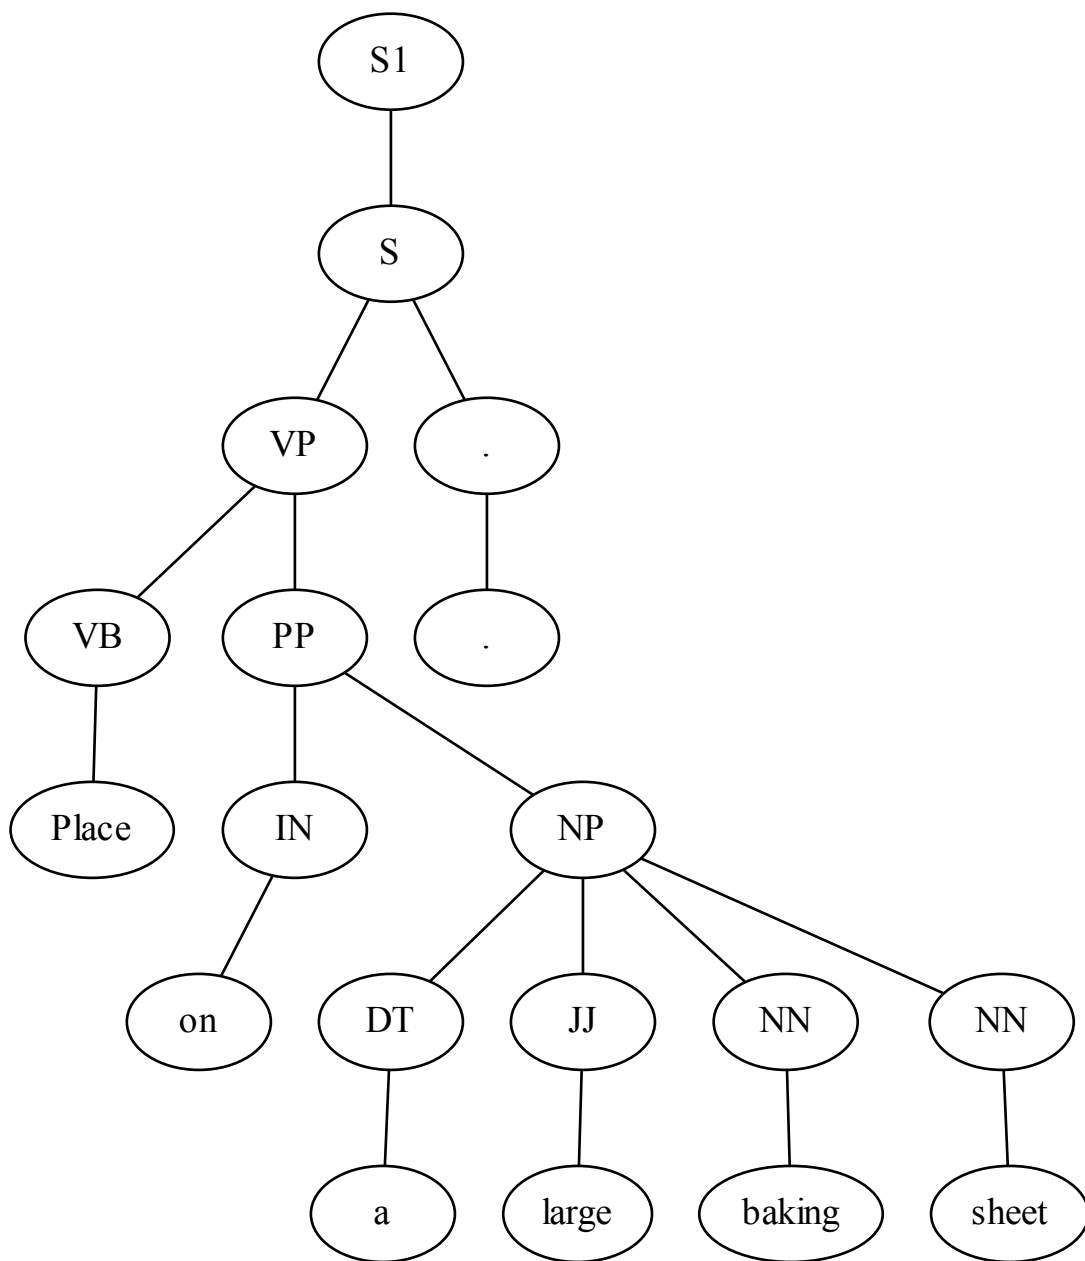 S1
S
VP .
VB PP .
Place IN NP
on DT JJ NN NN
a large baking sheet